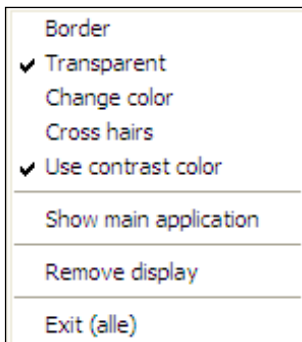 Border
Transparent
Change color
Cross hairs
Use contrast color
Show main application
Remove display
Exit (alle)